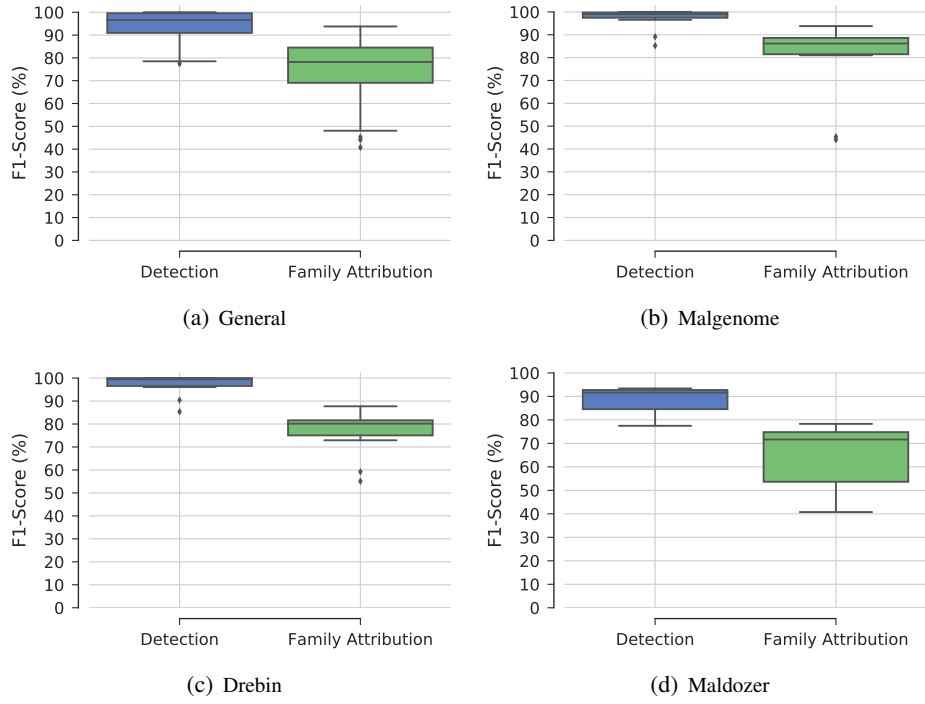 100
90
80
70
60
50
40
30
20
10
0
F1-Score (%)
Detection
Family Attribution
(a) General
100
90
80
70
60
50
40
30
20
10
0
F1-Score (%)
Detection
Family Attribution
(b) Malgenome
100
90
80
70
60
50
40
30
20
10
0
F1-Score (%)
Detection
Family Attribution
(c) Drebin
100
90
80
70
60
50
40
30
20
10
0
F1-Score (%)
Detection
Family Attribution
(d) Maldozer